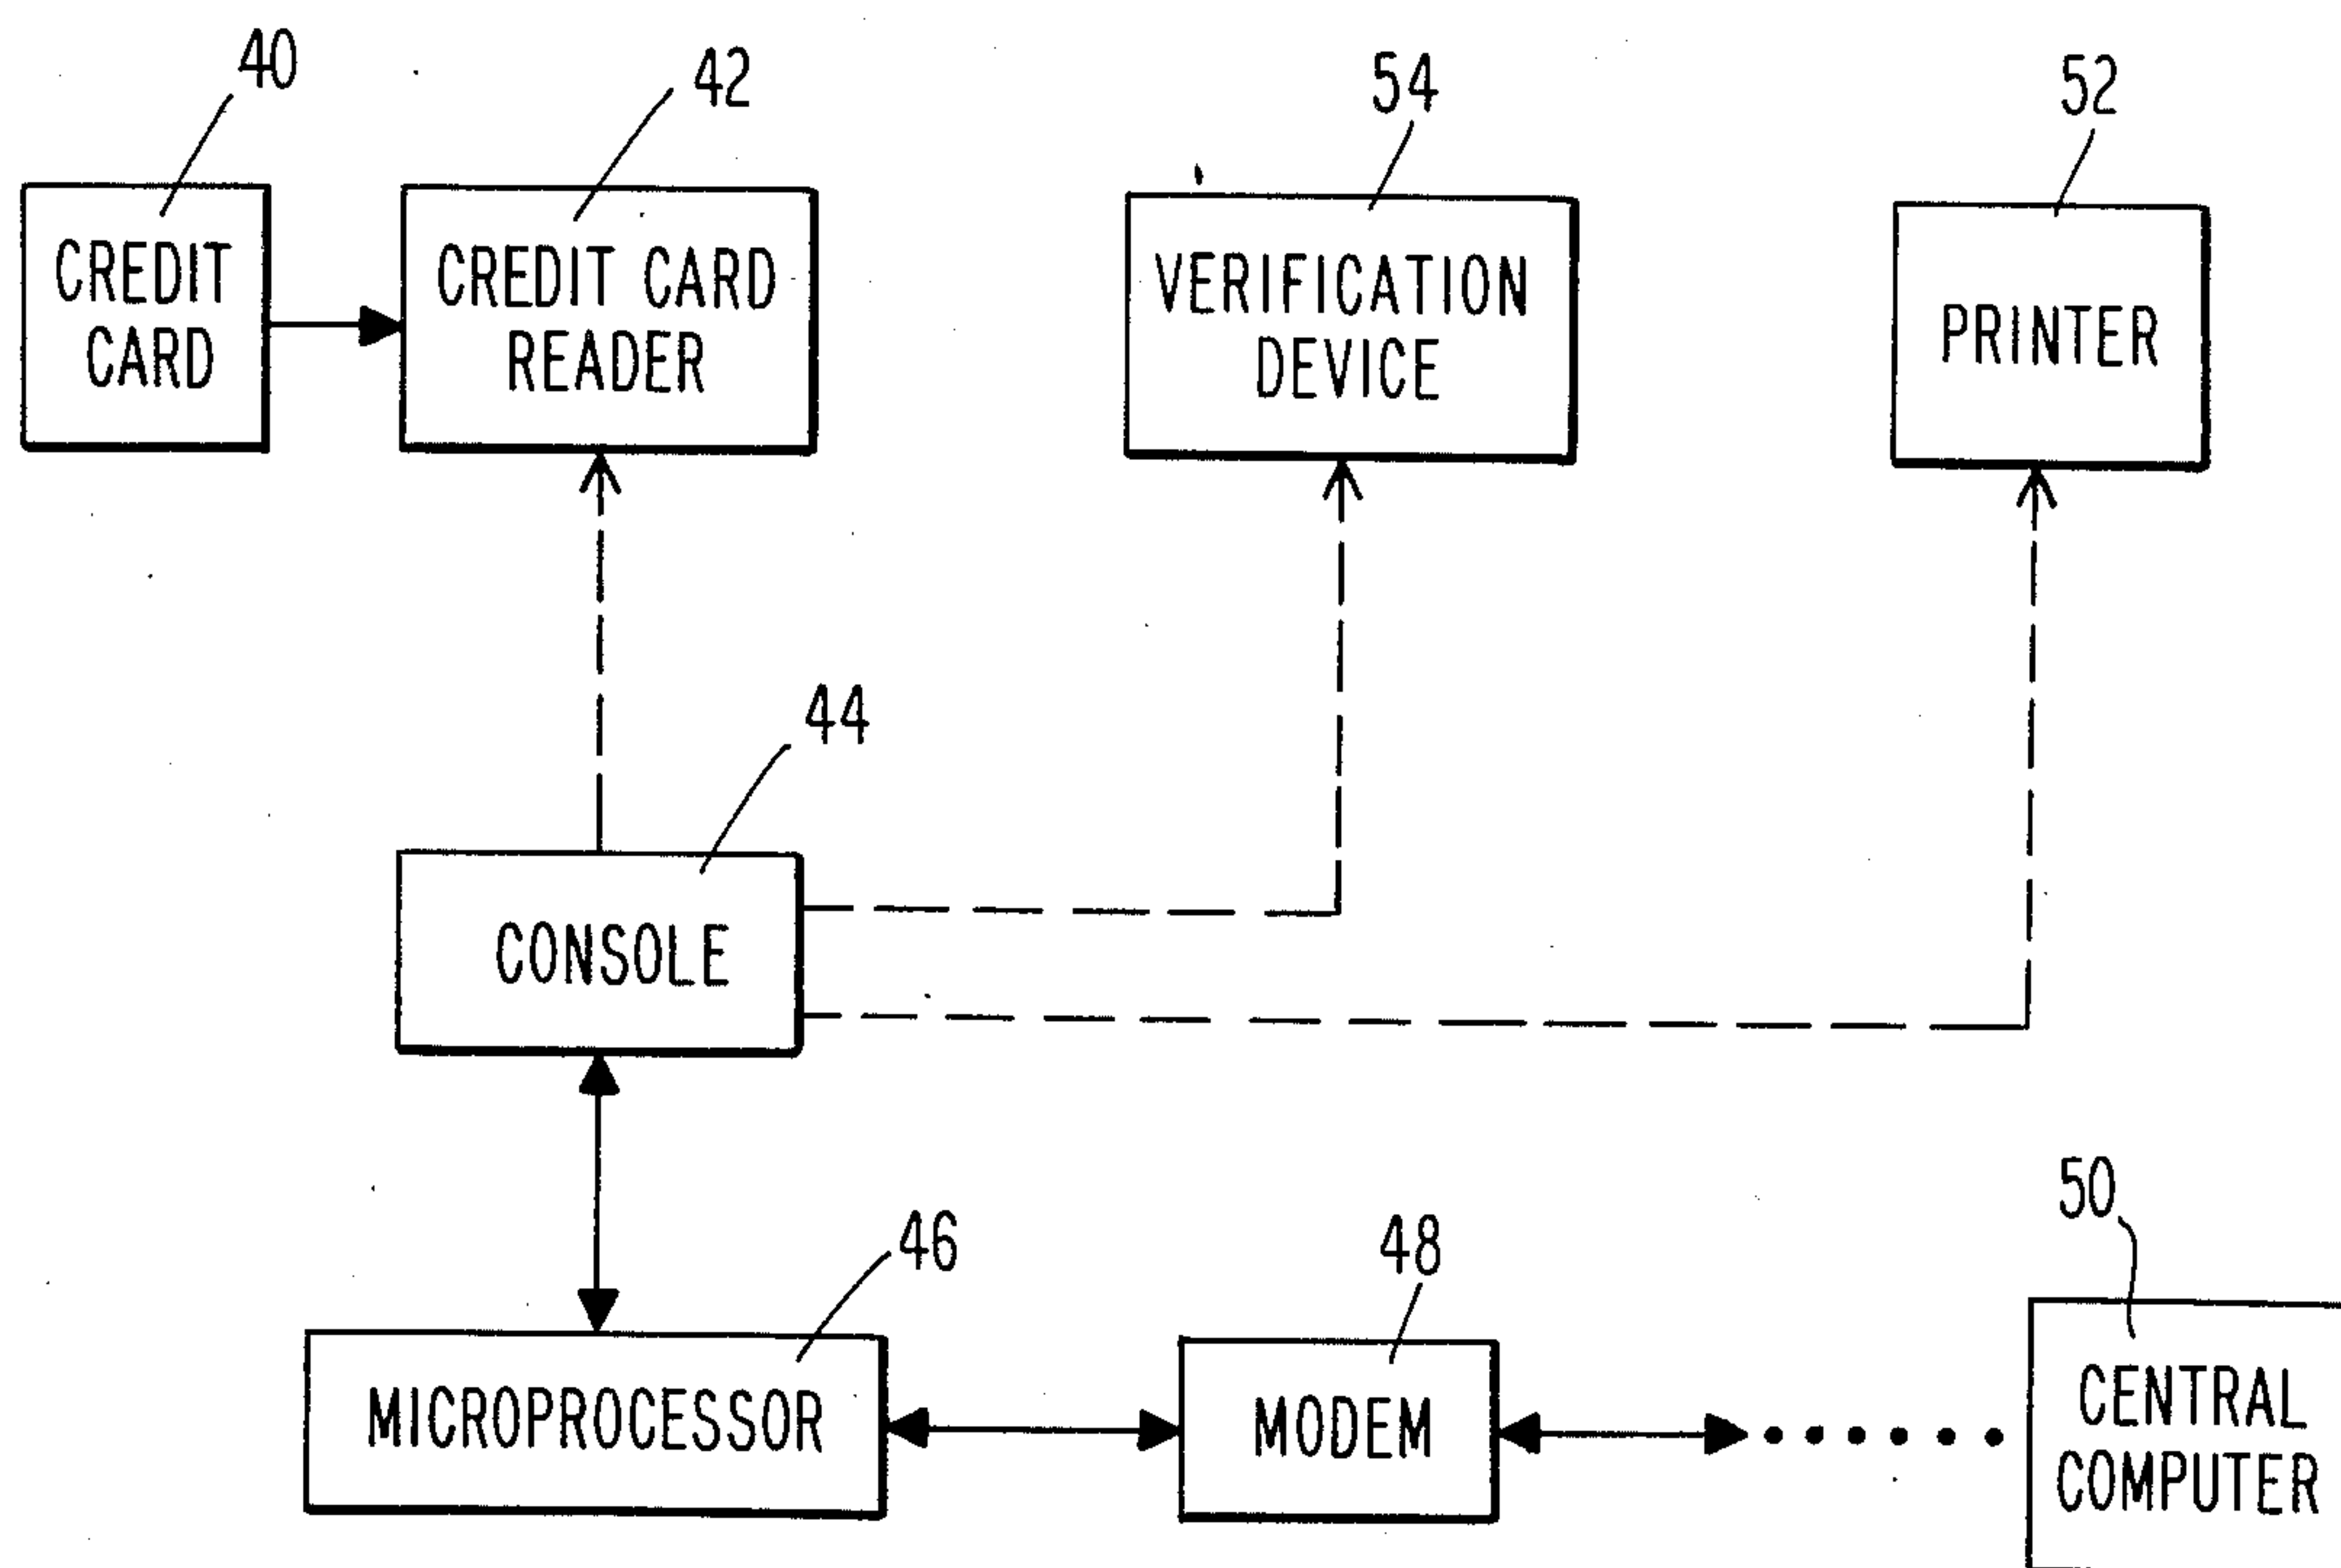 40
42
54
52
CREDIT
CARD
CREDIT CARD
READER
VERIFICATION
DEVICE
PRINTER
44
CONSOLE
46
48
50
MICROPROCESSOR
MODEM
CENTRAL
COMPUTER